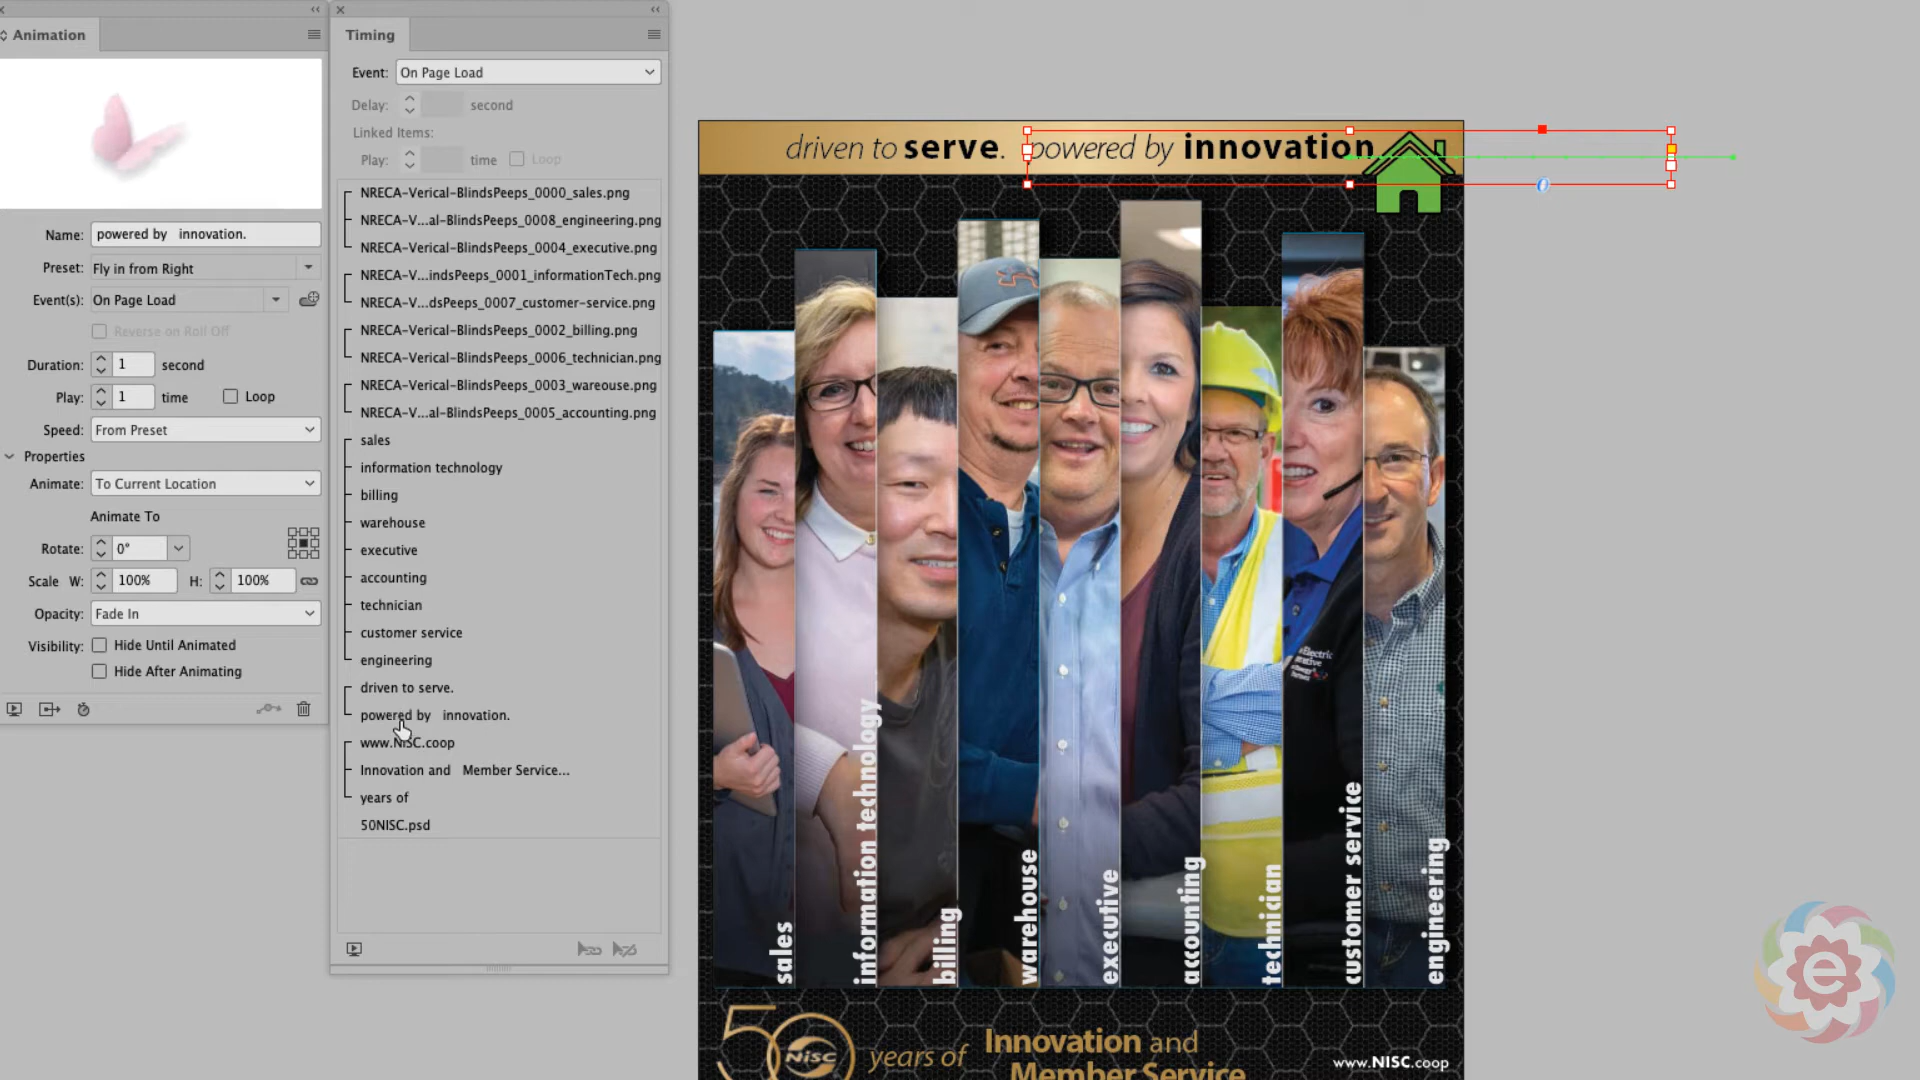 Animation
Name: powered by innovation.
Preset: Fly in from Right
Event(s): On Page Load
Reverse on Roll Off
Duration: 1 second
Play: 1 time Loop
Speed: From Preset
Properties
Animate: To Current Location
Animate To
Rotate: 0°
Scale W: 100% H: 100%
Opacity: Fade In
Visibility: Hide Until Animated
Hide After Animating
Timing
Event: On Page Load
Delay: second
Linked Items:
Play: time Loop
NRECA-Verical-BlindsPeeps_0000_sales.png
NRECA-V...al-BlindsPeeps_0008_engineering.png
NRECA-Verical-BlindsPeeps_0004_executive.png
NRECA-V...indsPeeps_0001_informationTech.png
NRECA-V...dsPeeps_0007_customer-service.png
NRECA-Verical-BlindsPeeps_0002_billing.png
NRECA-Verical-BlindsPeeps_0006_technician.png
NRECA-Verical-BlindsPeeps_0003_wareouse.png
NRECA-V...al-BlindsPeeps_0005_accounting.png
sales
information technology
billing
warehouse
executive
accounting
technician
customer service
engineering
driven to serve.
powered by innovation.
www.NISC.coop
Innovation and Member Service...
years of
50NISC.psd
driven to serve. powered by innovation
sales
information technology
billing
warehouse
executive
accounting
technician
customer service
engineering
50 NISC years of
Innovation and
Member Service
www.NISC.coop
e